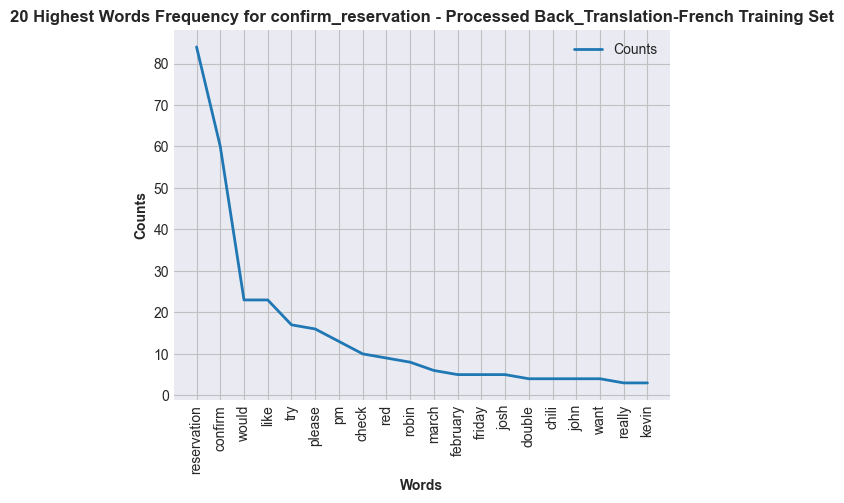 20 Highest Words Frequency for confirm_reservation - Processed Back_Translation-French Training Set
Counts
Counts
80
70
60
50
40
30
20
10
0
reservation
confirm
would
like
try
please
pm
check
red
robin
march
february
friday
josh
double
chili
john
want
really
kevin
Words